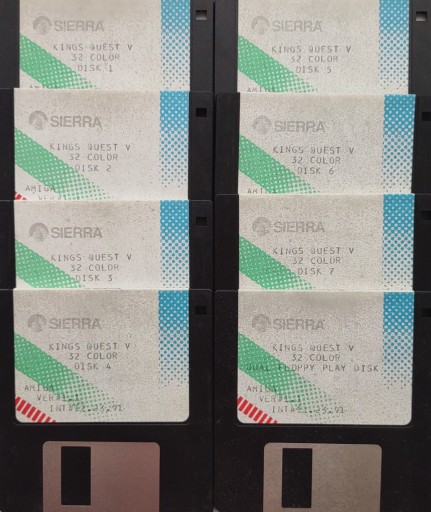 SIERRA
KINGS QUEST V
32 COLOR
DISK 1
SIERRA
KINGS QUEST V
32 COLOR
DISK 2
AMIGA
SIERRA
KINGS QUEST V
32 COLOR
DISK 3
SIERRA
KINGS QUEST V
32 COLOR
DISK 4
AMIGA
SIERRA
KINGS QUEST V
32 COLOR
DISK 5
SIERRA
KINGS QUEST V
32 COLOR
DISK 6
SIERRA
KINGS QUEST V
32 COLOR
DISK 7
SIERRA
KINGS QUEST V
32 COLOR
DUAL FLOPPY PLAY DISK
AMIGA